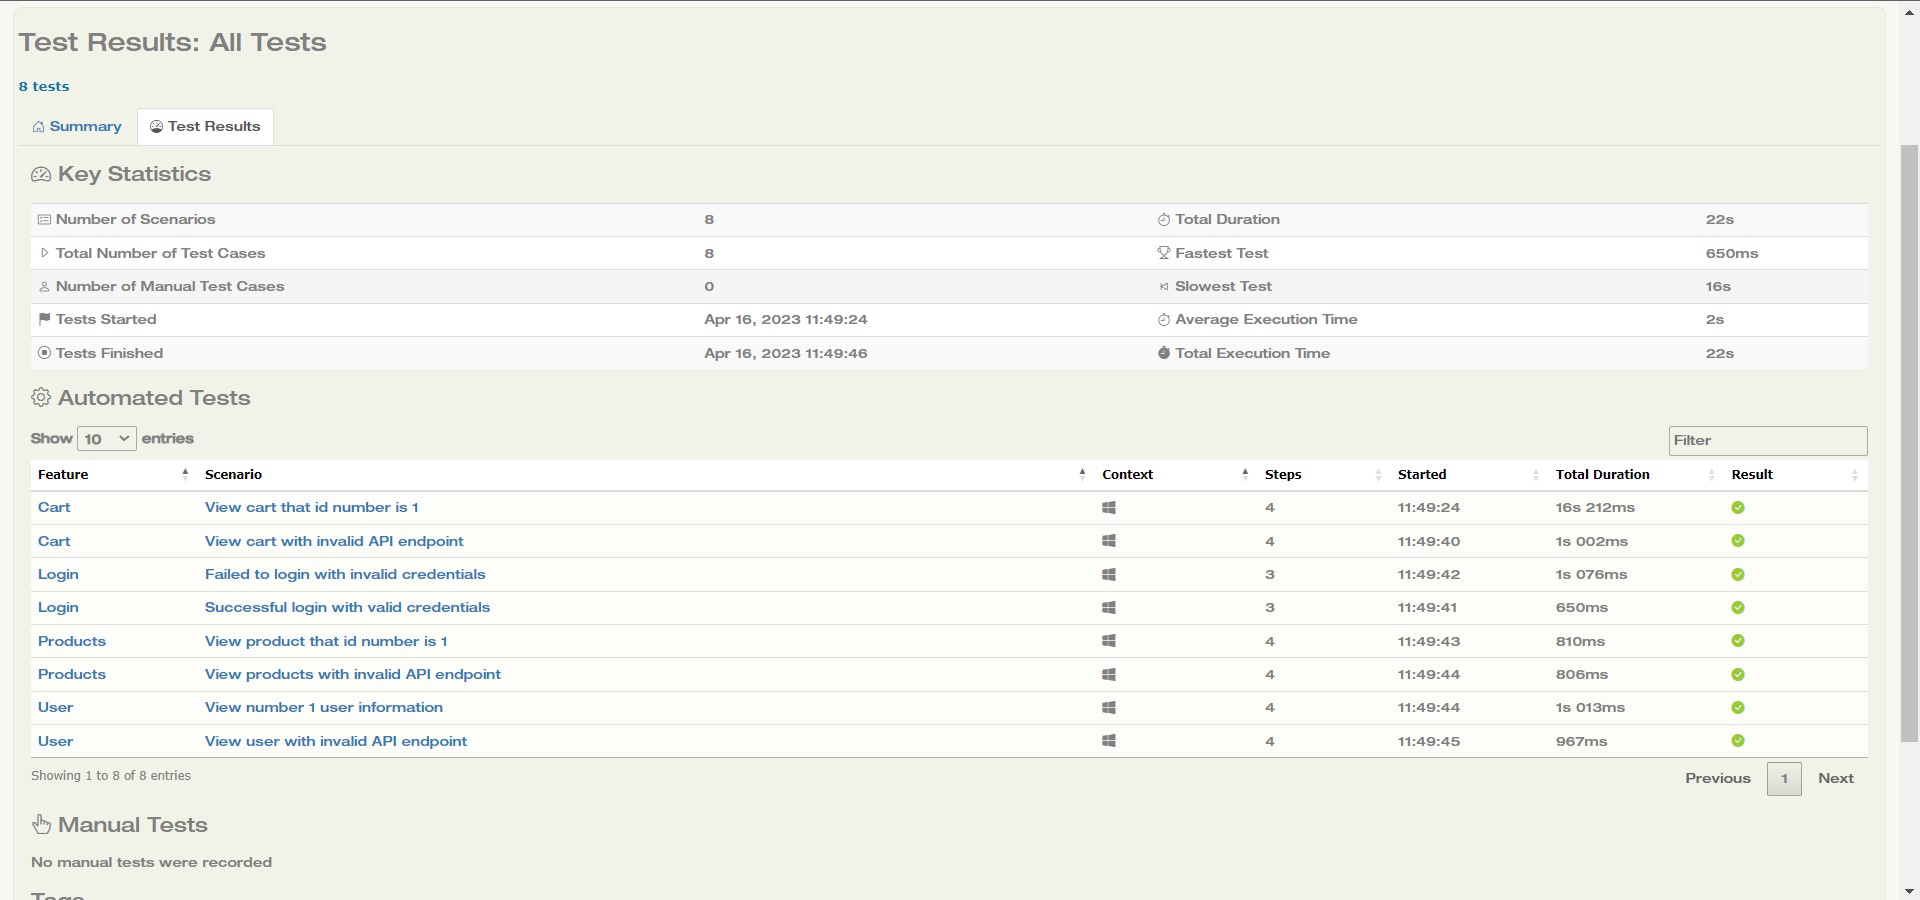 Test Results: All Tests
8 tests
Summary Test Results
Key Statistics
Number of Scenarios 8 Total Duration 22s
Total Number of Test Cases 8 Fastest Test 650ms
Number of Manual Test Cases 0 Slowest Test 16s
Tests Started Apr 16, 2023 11:49:24 Average Execution Time 2s
Tests Finished Apr 16, 2023 11:49:46 Total Execution Time 22s
Automated Tests
Show 10 entries Filter
Feature Scenario Context Steps Started Total Duration Result
Cart View cart that id number is 1 4 11:49:24 16s 212ms
Cart View cart with invalid API endpoint 4 11:49:40 1s 002ms
Login Failed to login with invalid credentials 3 11:49:42 1s 076ms
Login Successful login with valid credentials 3 11:49:41 650ms
Products View product that id number is 1 4 11:49:43 810ms
Products View products with invalid API endpoint 4 11:49:44 806ms
User View number 1 user information 4 11:49:44 1s 013ms
User View user with invalid API endpoint 4 11:49:45 967ms
Showing 1 to 8 of 8 entries Previous 1 Next
Manual Tests
No manual tests were recorded
Tags